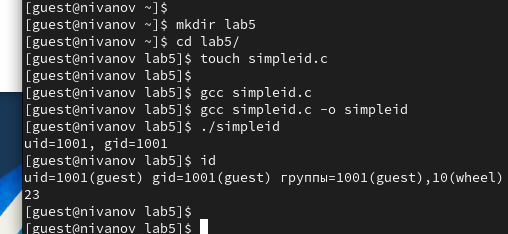 [guest@nivanov ~]$
[guest@nivanov ~]$ mkdir lab5
[guest@nivanov ~]$ cd lab5/
[guest@nivanov lab5]$ touch simpleid.c
[guest@nivanov lab5]$
[guest@nivanov lab5]$ gcc simpleid.c
[guest@nivanov lab5]$ gcc simpleid.c -o simpleid
[guest@nivanov lab5]$ ./simpleid
uid=1001, gid=1001
[guest@nivanov lab5]$ id
uid=1001(guest) gid=1001(guest) группы=1001(guest),10(wheel)
23
[guest@nivanov lab5]$
[guest@nivanov lab5]$